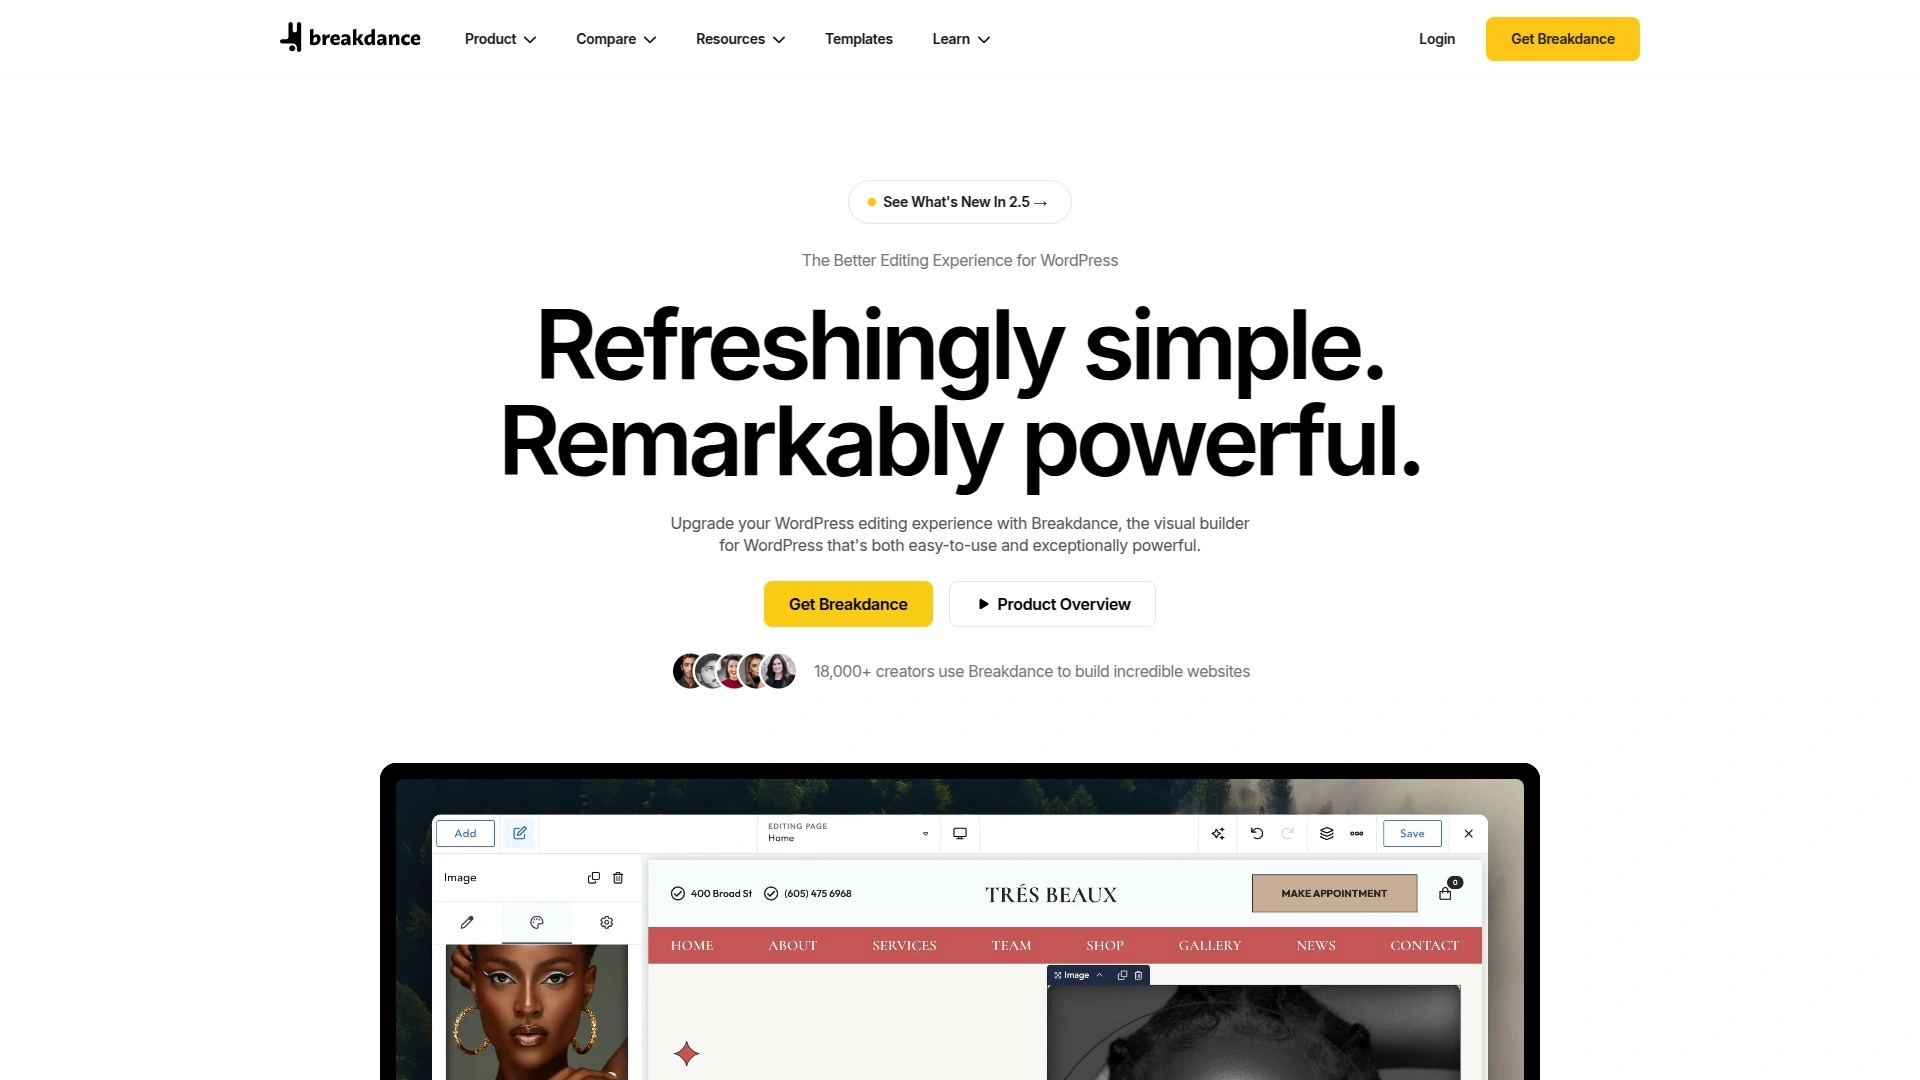 breakdance
Product
Compare
Resources
Templates
Learn
Login
Get Breakdance
See What's New In 2.5 →
The Better Editing Experience for WordPress
Refreshingly simple.
Remarkably powerful.
Upgrade your WordPress editing experience with Breakdance, the visual builder
for WordPress that's both easy-to-use and exceptionally powerful.
Get Breakdance
Product Overview
18,000+ creators use Breakdance to build incredible websites
Add
EDITING PAGE
Home
Save
Image
400 Broad St
(605) 475 6968
TRÉS BEAUX
MAKE APPOINTMENT
0
HOME
ABOUT
SERVICES
TEAM
SHOP
GALLERY
NEWS
CONTACT
Image